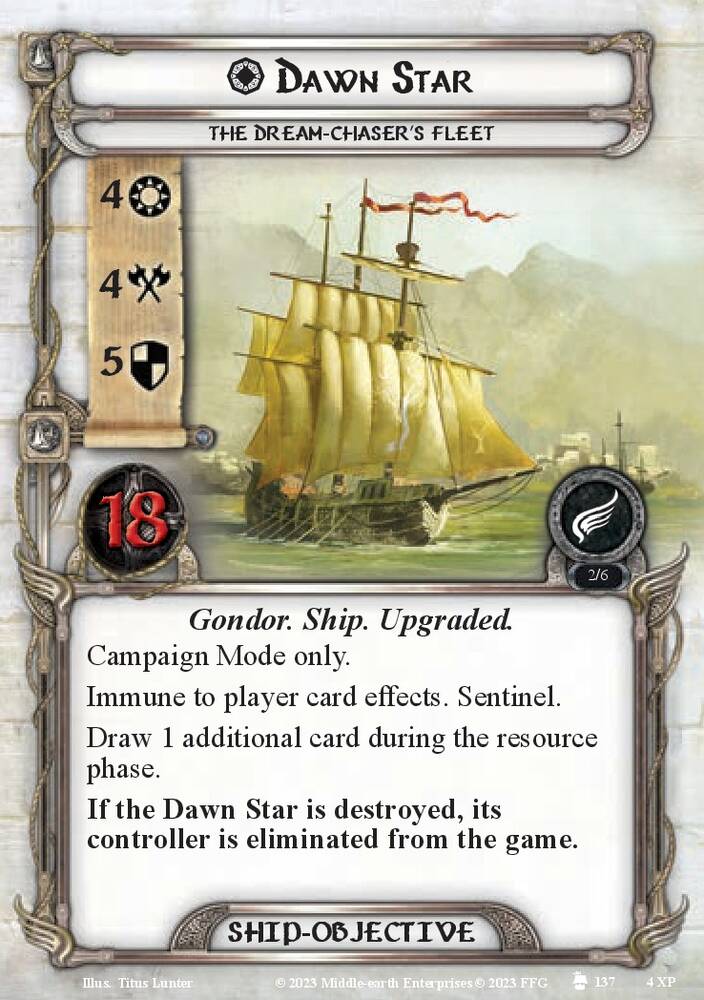 Dawn Star
The Dream-chaser's Fleet
4
4
5
18
2/6
Gondor. Ship. Upgraded.
Campaign Mode only.
Immune to player card effects. Sentinel.
Draw 1 additional card during the resource
phase.
If the Dawn Star is destroyed, its
controller is eliminated from the game.
Ship-Objective
Illus. Titus Lunter © 2023 Middle-earth Enterprises © 2023 FFG 137 4 XP